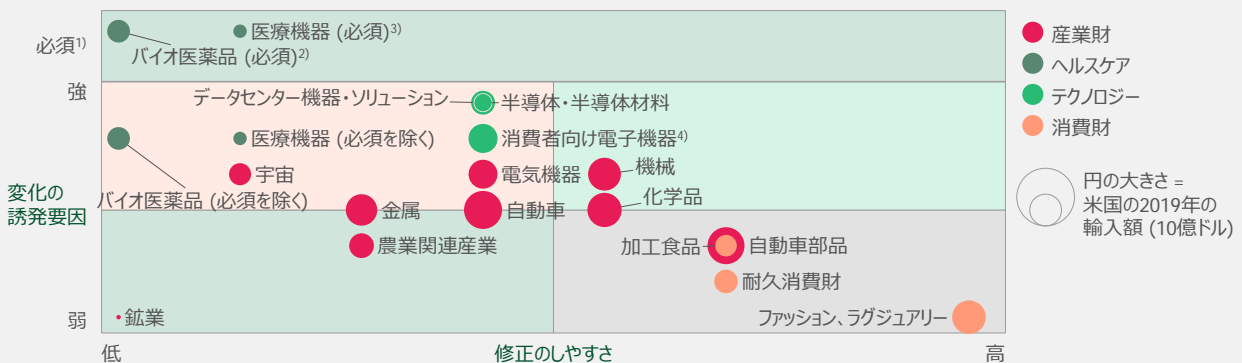 必須1)
医療機器 (必須)3)
バイオ医薬品 (必須)2)
強
データセンター機器・ソリューション
半導体・半導体材料
医療機器 (必須を除く)
消費者向け電子機器4)
宇宙
電気機器
機械
バイオ医薬品 (必須を除く)
変化の
誘発要因
金属
自動車
化学品
農業関連産業
加工食品
自動車部品
耐久消費財
弱
鉱業
ファッション、ラグジュアリー
低
修正のしやすさ
高
産業財
ヘルスケア
テクノロジー
消費財
円の大きさ =
米国の2019年の
輸入額 (10億ドル)